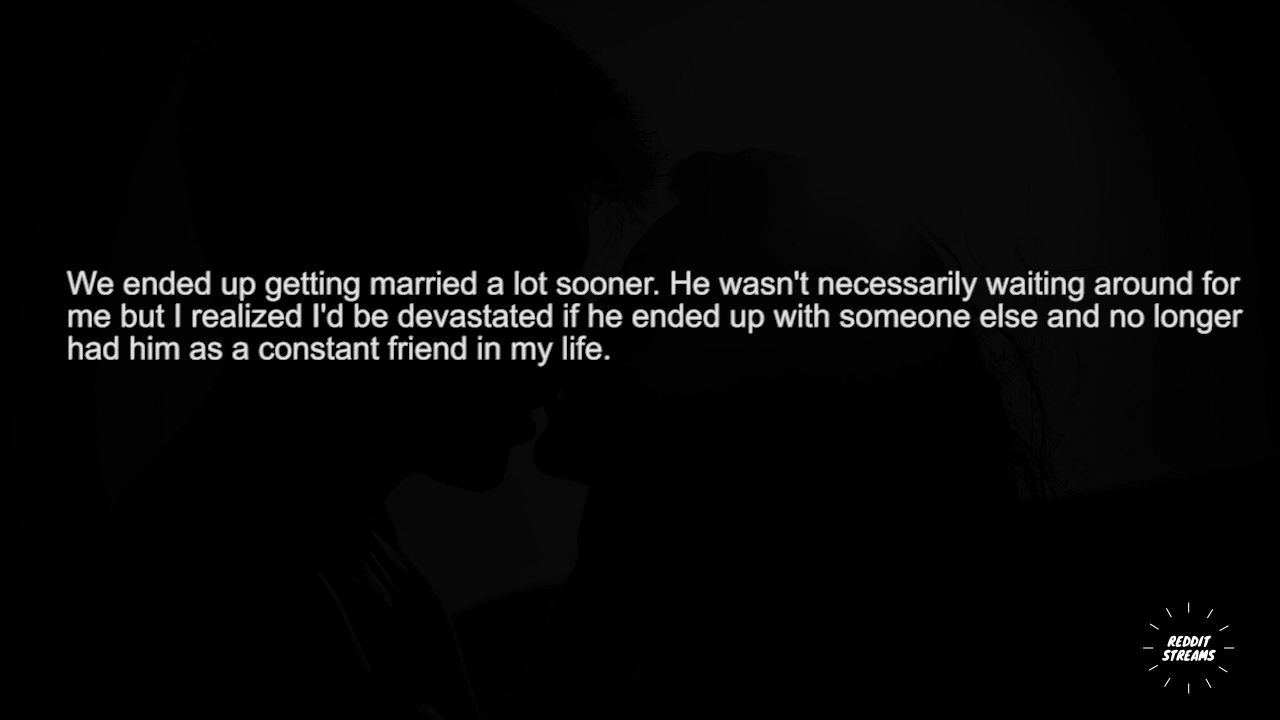 We ended up getting married a lot sooner. He wasn't necessarily waiting around for
me but I realized I'd be devastated if he ended up with someone else and no longer
had him as a constant friend in my life.
REDDIT
STREAMS